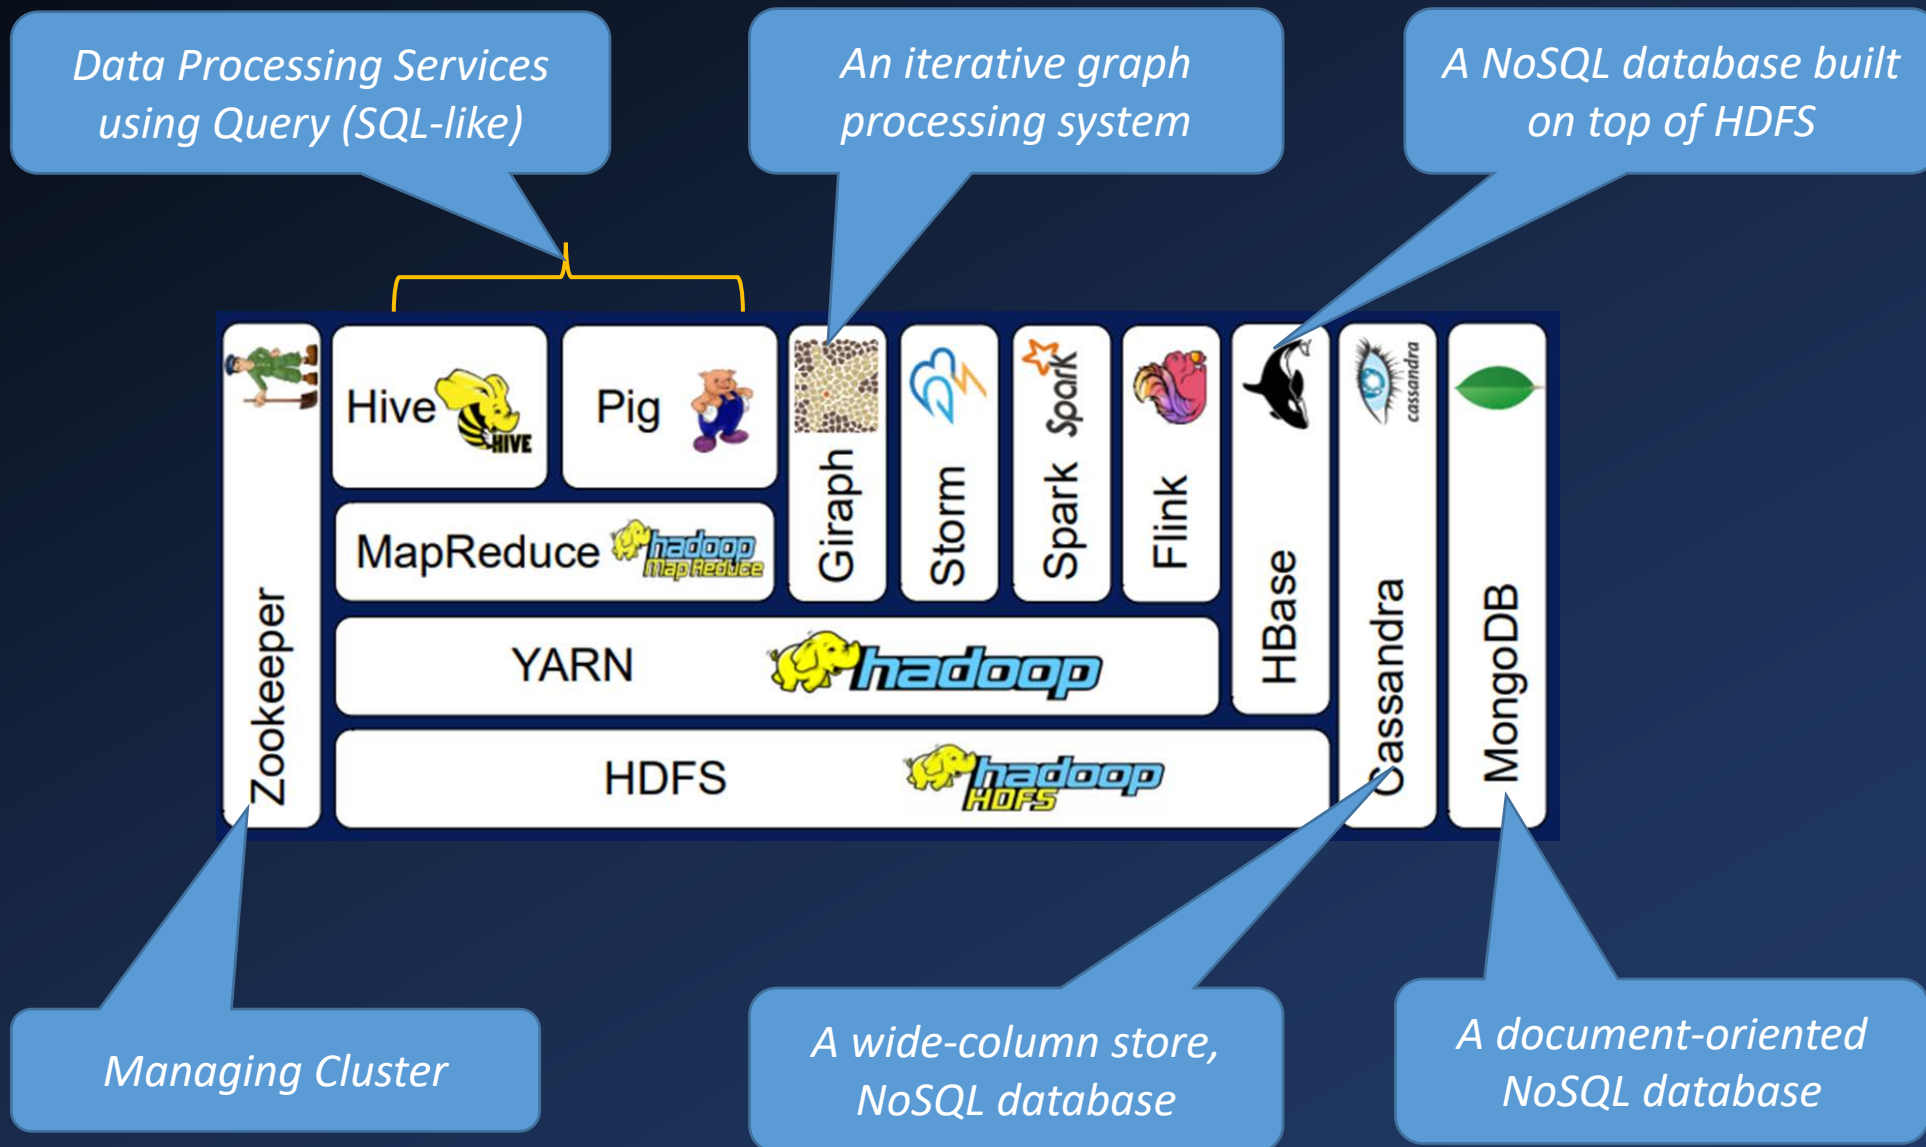 Data Processing Services
using Query (SQL-like)
An iterative graph
processing system
A NoSQL database built
on top of HDFS
Zookeeper
Hive
HIVE
Pig
MapReduce
hadoop
MapReduce
Giraph
Storm
Spark
Spark
Flink
HBase
cassandra
Cassandra
MongoDB
YARN
hadoop
HDFS
hadoop
HDFS
Managing Cluster
A wide-column store,
NoSQL database
A document-oriented
NoSQL database